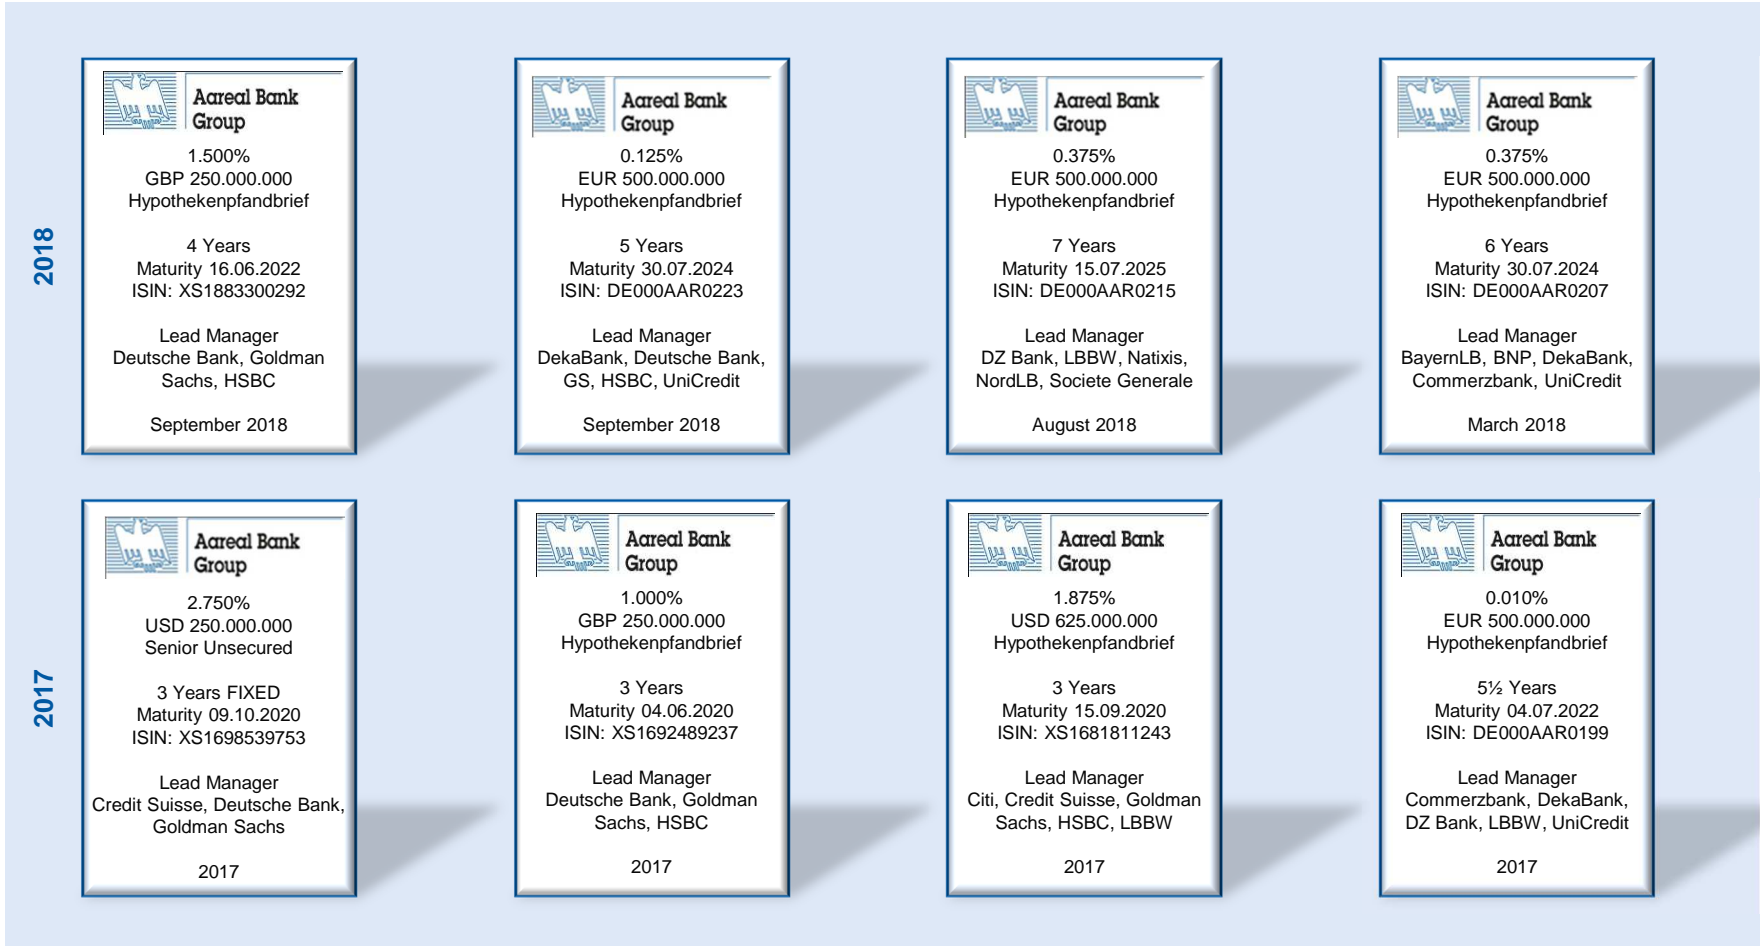 2018
Aareal Bank
Group
1.500%
GBP 250.000.000
Hypothekenpfandbrief
4 Years
Maturity 16.06.2022
ISIN: XS1883300292
Lead Manager
Deutsche Bank, Goldman
Sachs, HSBC
September 2018
Aareal Bank
Group
0.125%
EUR 500.000.000
Hypothekenpfandbrief
5 Years
Maturity 30.07.2024
ISIN: DE000AAR0223
Lead Manager
DekaBank, Deutsche Bank,
GS, HSBC, UniCredit
September 2018
Aareal Bank
Group
0.375%
EUR 500.000.000
Hypothekenpfandbrief
7 Years
Maturity 15.07.2025
ISIN: DE000AAR0215
Lead Manager
DZ Bank, LBBW, Natixis,
NordLB, Societe Generale
August 2018
Aareal Bank
Group
0.375%
EUR 500.000.000
Hypothekenpfandbrief
6 Years
Maturity 30.07.2024
ISIN: DE000AAR0207
Lead Manager
BayernLB, BNP, DekaBank,
Commerzbank, UniCredit
March 2018
2017
Aareal Bank
Group
2.750%
USD 250.000.000
Senior Unsecured
3 Years FIXED
Maturity 09.10.2020
ISIN: XS1698539753
Lead Manager
Credit Suisse, Deutsche Bank,
Goldman Sachs
2017
Aareal Bank
Group
1.000%
GBP 250.000.000
Hypothekenpfandbrief
3 Years
Maturity 04.06.2020
ISIN: XS1692489237
Lead Manager
Deutsche Bank, Goldman
Sachs, HSBC
2017
Aareal Bank
Group
1.875%
USD 625.000.000
Hypothekenpfandbrief
3 Years
Maturity 15.09.2020
ISIN: XS1681811243
Lead Manager
Citi, Credit Suisse, Goldman
Sachs, HSBC, LBBW
2017
Aareal Bank
Group
0.010%
EUR 500.000.000
Hypothekenpfandbrief
5½ Years
Maturity 04.07.2022
ISIN: DE000AAR0199
Lead Manager
Commerzbank, DekaBank,
DZ Bank, LBBW, UniCredit
2017